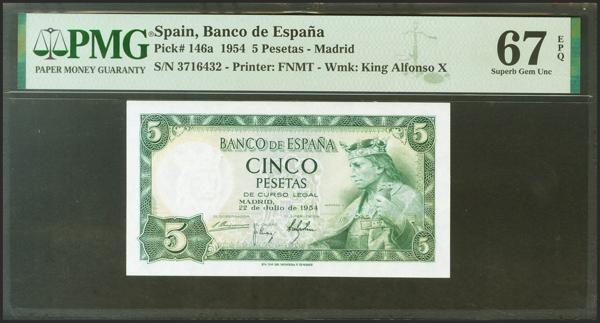 PMG
PAPER MONEY GUARANTY
Spain, Banco de España
Pick# 146a 1954 5 Pesetas - Madrid
S/N 3716432 - Printer: FNMT - Wmk: King Alfonso X
67 EPQ
Superb Gem Unc
5 5
BANCO DE ESPAÑA
CINCO
PESETAS
DE CURSO LEGAL
MADRID,
22 de Julio de 1954
EL GOBERNADOR
5 5